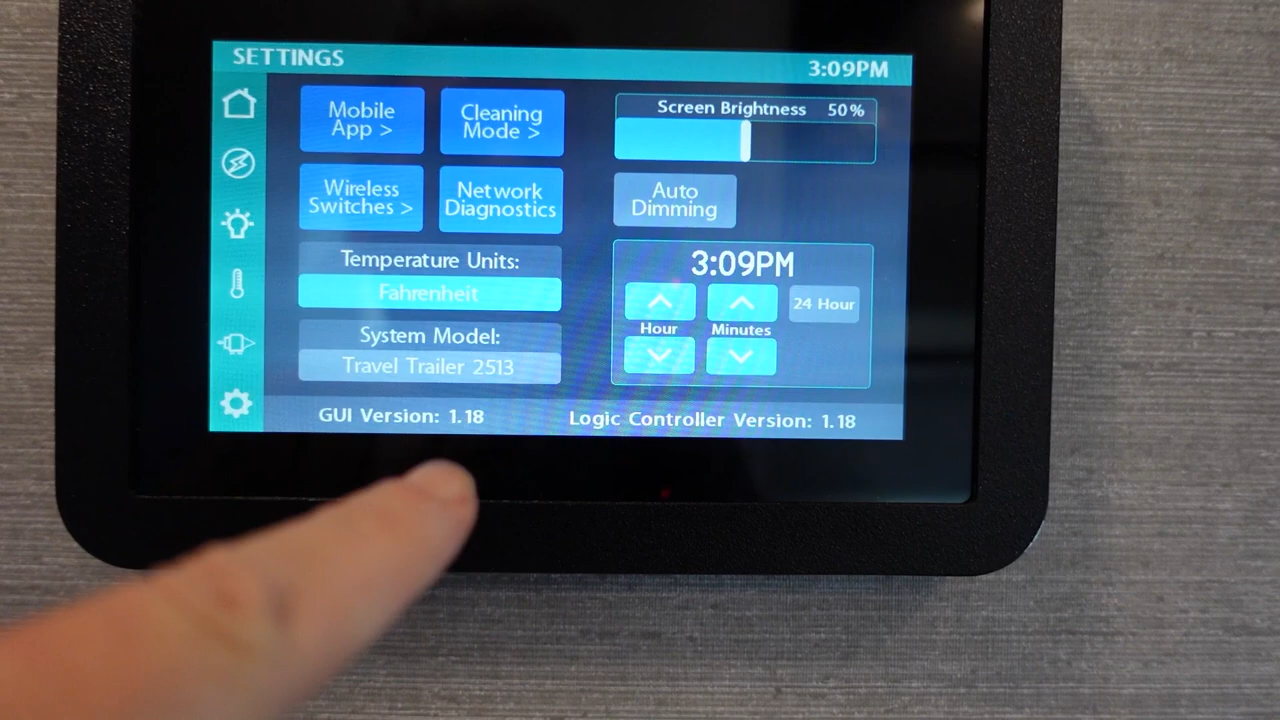 SETTINGS
3:09PM
Mobile
App >
Cleaning
Mode >
Wireless
Switches >
Network
Diagnostics
Temperature Units:
Fahrenheit
System Model:
Travel Trailer 2513
Screen Brightness 50%
Auto
Dimming
3:09PM
24 Hour
Hour
Minutes
GUI Version: 1.18
Logic Controller Version: 1.18